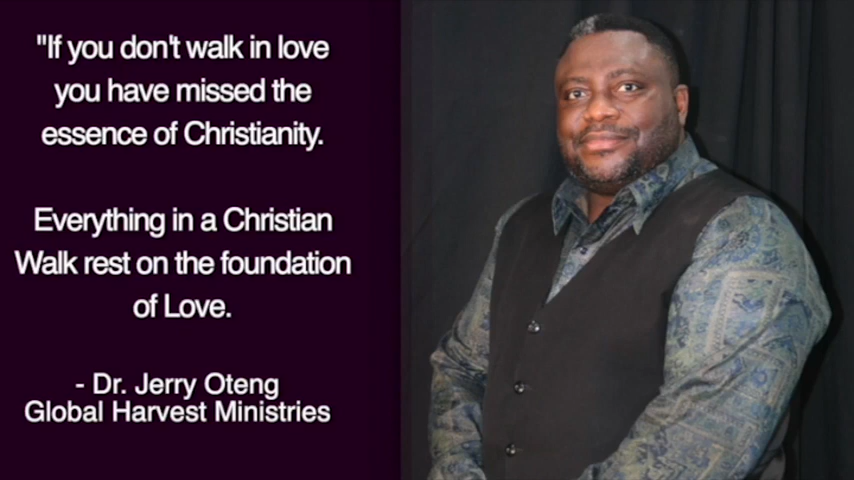 "If you don't walk in love
you have missed the
essence of Christianity.
Everything in a Christian
Walk rest on the foundation
of Love.
- Dr. Jerry Oteng
Global Harvest Ministries